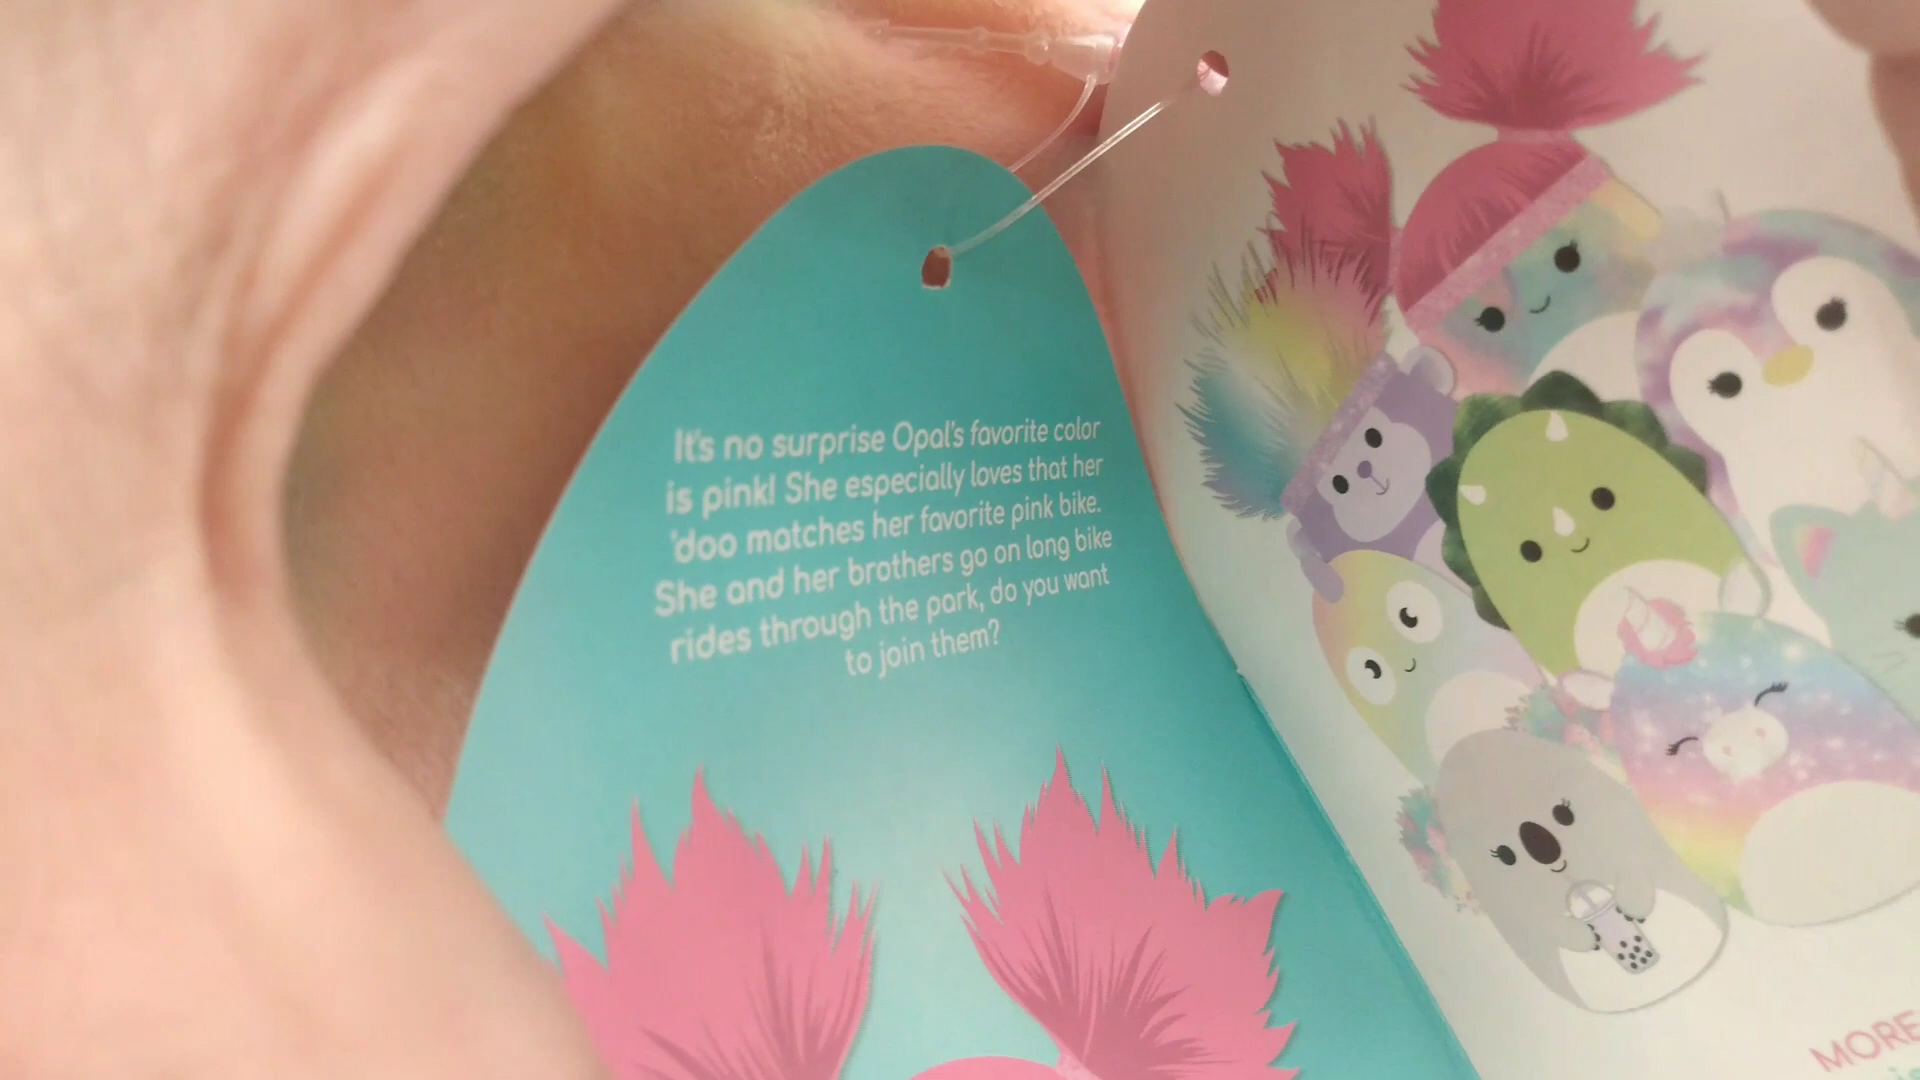 It's no surprise Opal's favorite color
is pink! She especially loves that her
'doo matches her favorite pink bike.
She and her brothers go on long bike
rides through the park, do you want
to join them?
MORE